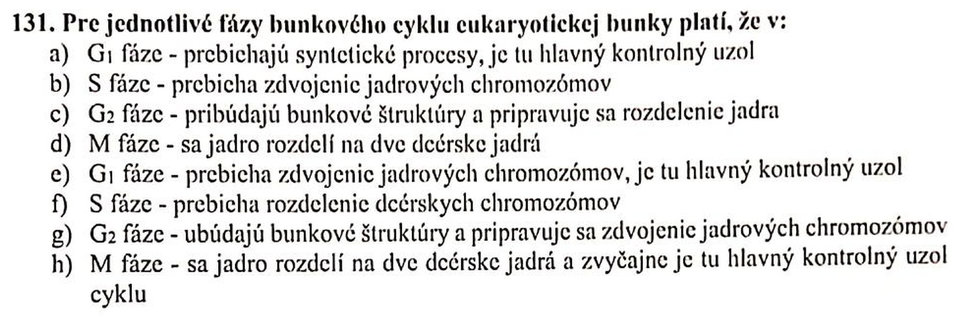 131. Pre jednotlivé fázy bunkového cyklu eukaryotickej bunky platí, že v:
a) G₁ fáze - prebiehajú syntetické procesy, je tu hlavný kontrolný uzol
b) S fáze - prebieha zdvojenie jadrových chromozómov
c) G₂ fáze - pribúdajú bunkové štruktúry a pripravuje sa rozdelenie jadra
d) M fáze - sa jadro rozdelí na dve dcérske jadrá
e) G₁ fáze - prebieha zdvojenie jadrových chromozómov, je tu hlavný kontrolný uzol
f) S fáze - prebieha rozdelenie dcérskych chromozómov
g) G₂ fáze - ubúdajú bunkové štruktúry a pripravuje sa zdvojenie jadrových chromozómov
h) M fáze - sa jadro rozdelí na dve dcérske jadrá a zvyčajne je tu hlavný kontrolný uzol
cyklu